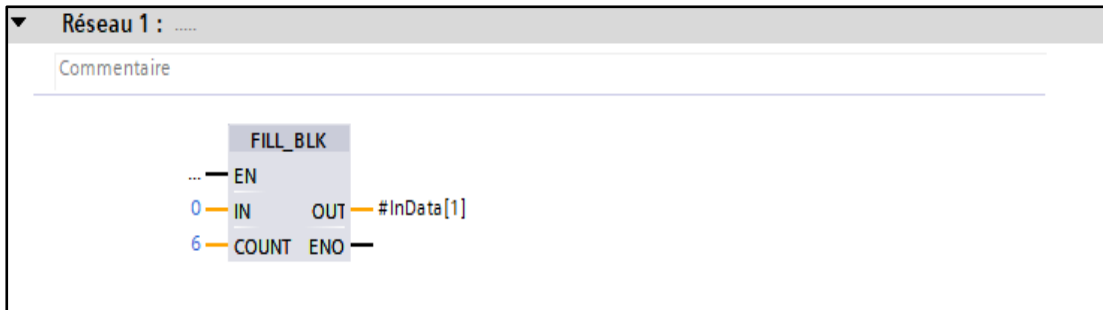 Réseau 1 : .....
Commentaire
FILL_BLK
... EN
0 IN OUT #InData[1]
6 COUNT ENO